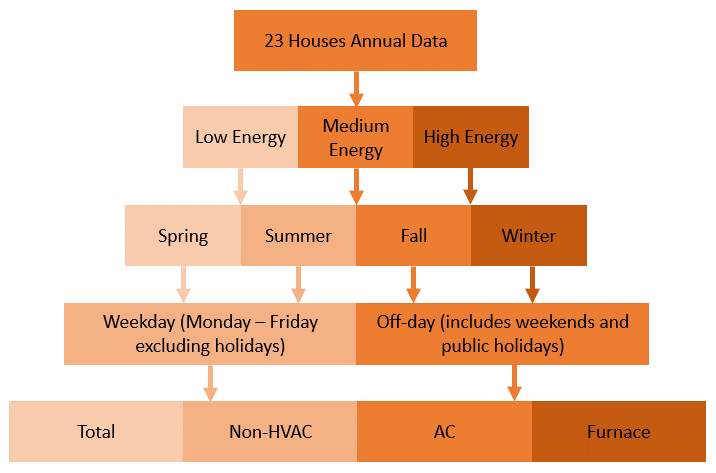 23 Houses Annual Data
Low Energy
Medium
Energy
High Energy
Spring
Summer
Fall
Winter
Weekday (Monday – Friday
excluding holidays)
Off-day (includes weekends and
public holidays)
Total
Non-HVAC
AC
Furnace